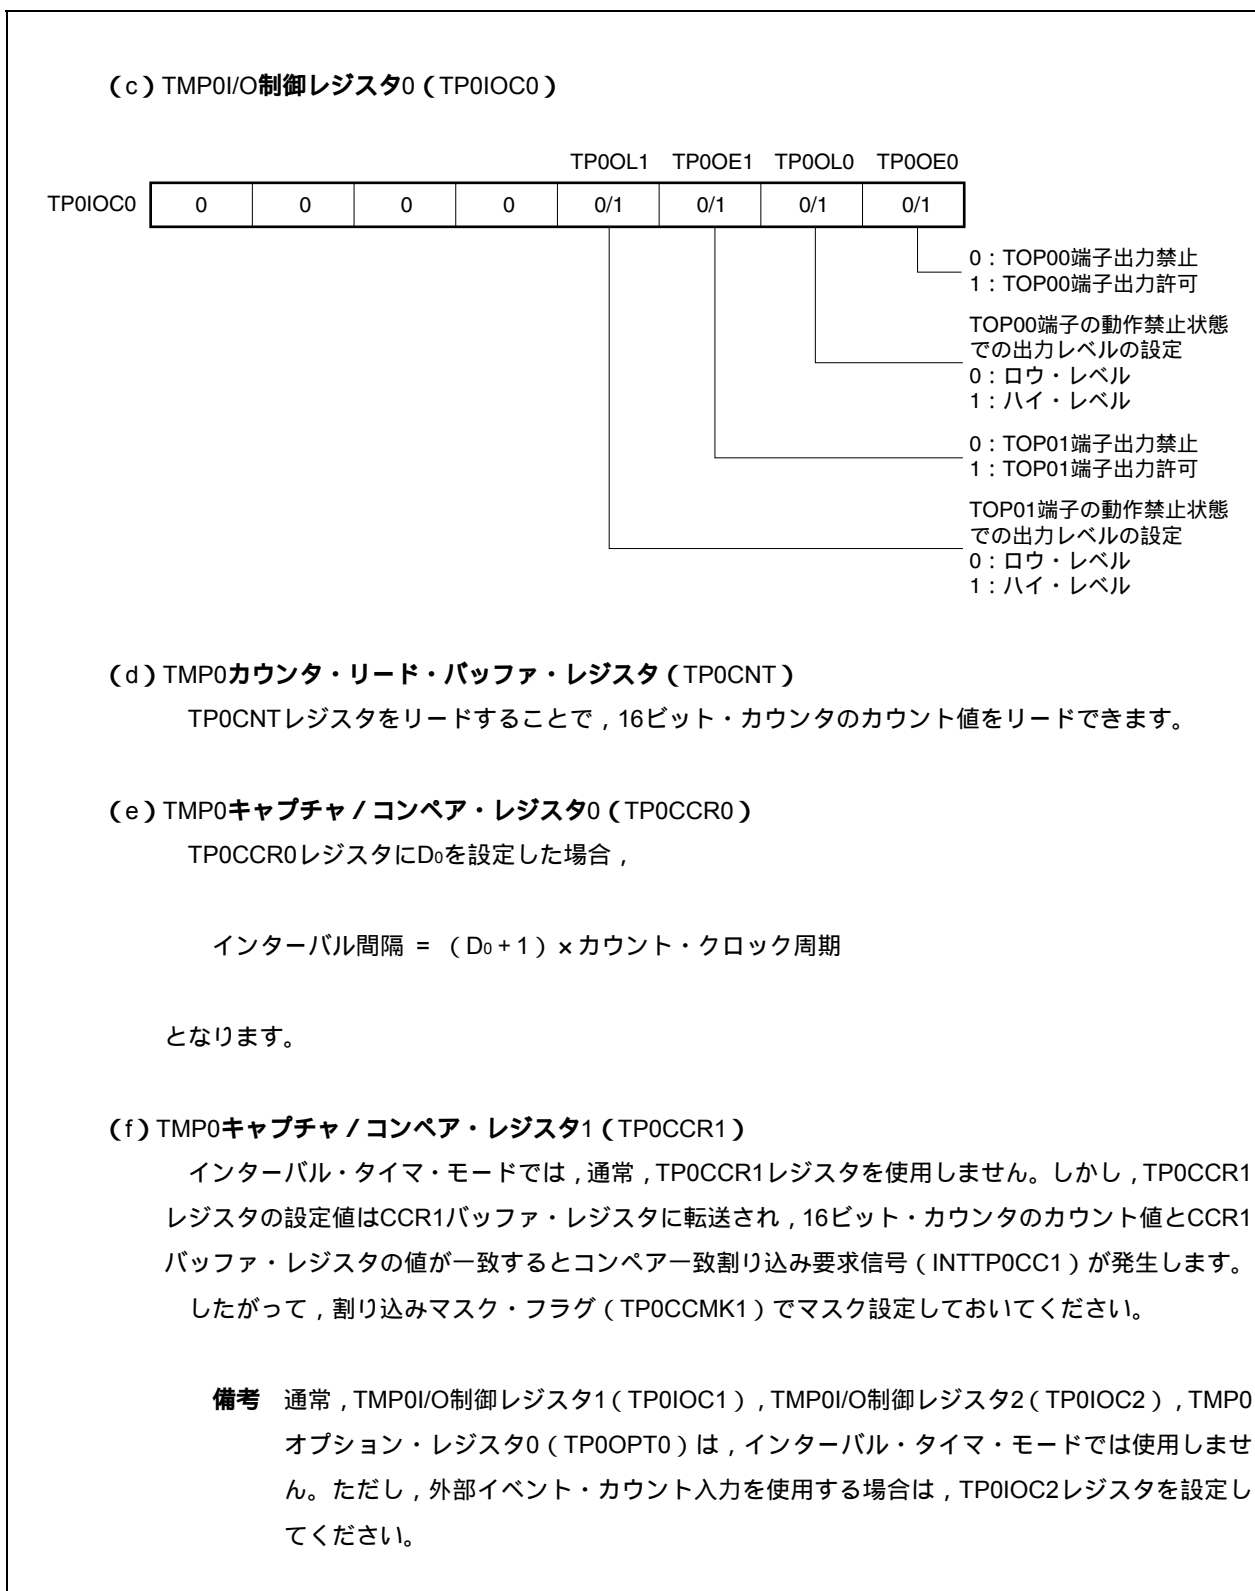 (c)TMP0I/O制御レジスタ0(TP0IOC0)
TP0OL1 TP0OE1 TP0OL0 TP0OE0
TP0IOC0 0 0 0 0 0/1 0/1 0/1 0/1
0:TOP00端子出力禁止
1:TOP00端子出力許可
TOP00端子の動作禁止状態
での出力レベルの設定
0:ロウ・レベル
1:ハイ・レベル
0:TOP01端子出力禁止
1:TOP01端子出力許可
TOP01端子の動作禁止状態
での出力レベルの設定
0:ロウ・レベル
1:ハイ・レベル
(d)TMP0カウンタ・リード・バッファ・レジスタ(TP0CNT)
TP0CNTレジスタをリードすることで,16ビット・カウンタのカウント値をリードできます。
(e)TMP0キャプチャ/コンペア・レジスタ0(TP0CCR0)
TP0CCR0レジスタにD0を設定した場合,
インターバル間隔 = (D0+1)×カウント・クロック周期
となります。
(f)TMP0キャプチャ/コンペア・レジスタ1(TP0CCR1)
インターバル・タイマ・モードでは,通常,TP0CCR1レジスタを使用しません。しかし,TP0CCR1
レジスタの設定値はCCR1バッファ・レジスタに転送され,16ビット・カウンタのカウント値とCCR1
バッファ・レジスタの値が一致するとコンペア一致割り込み要求信号(INTTP0CC1)が発生します。
したがって,割り込みマスク・フラグ(TP0CCMK1)でマスク設定しておいてください。
備考 通常,TMP0I/O制御レジスタ1(TP0IOC1),TMP0I/O制御レジスタ2(TP0IOC2),TMP0
オプション・レジスタ0(TP0OPT0)は,インターバル・タイマ・モードでは使用しませ
ん。ただし,外部イベント・カウント入力を使用する場合は,TP0IOC2レジスタを設定し
てください。